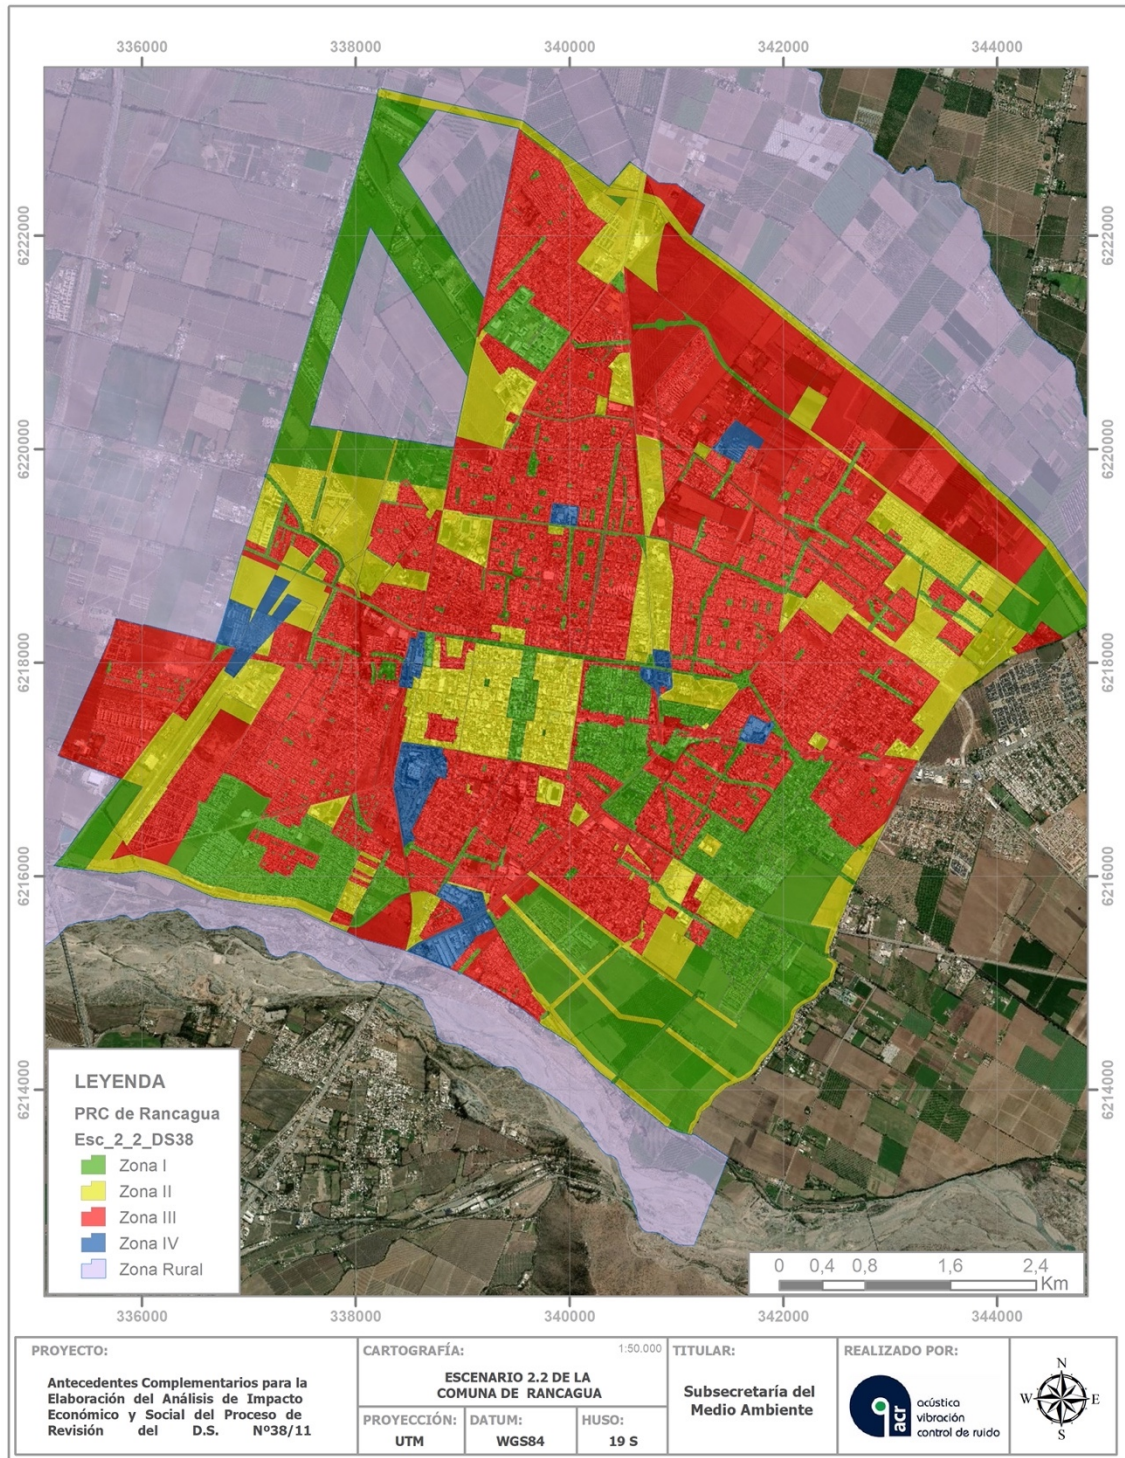 336000 338000 340000 342000 344000
6222000 6222000
6220000 6220000
6218000 6218000
6216000 6216000
6214000 6214000
LEYENDA
PRC de Rancagua
Esc_2_2_DS38
Zona I
Zona II
Zona III
Zona IV
Zona Rural
0 0,4 0,8 1,6 2,4
Km
336000 338000 340000 342000 344000
PROYECTO:
Antecedentes Complementarios para la
Elaboración del Análisis de Impacto
Económico y Social del Proceso de
Revisión del D.S. Nº38/11
CARTOGRAFÍA: 1:50.000
ESCENARIO 2.2 DE LA
COMUNA DE RANCAGUA
PROYECCIÓN:
UTM
DATUM:
WGS84
HUSO:
19 S
TITULAR:
Subsecretaría del
Medio Ambiente
REALIZADO POR:
acr
acústica
vibración
control de ruido
N
W E
S